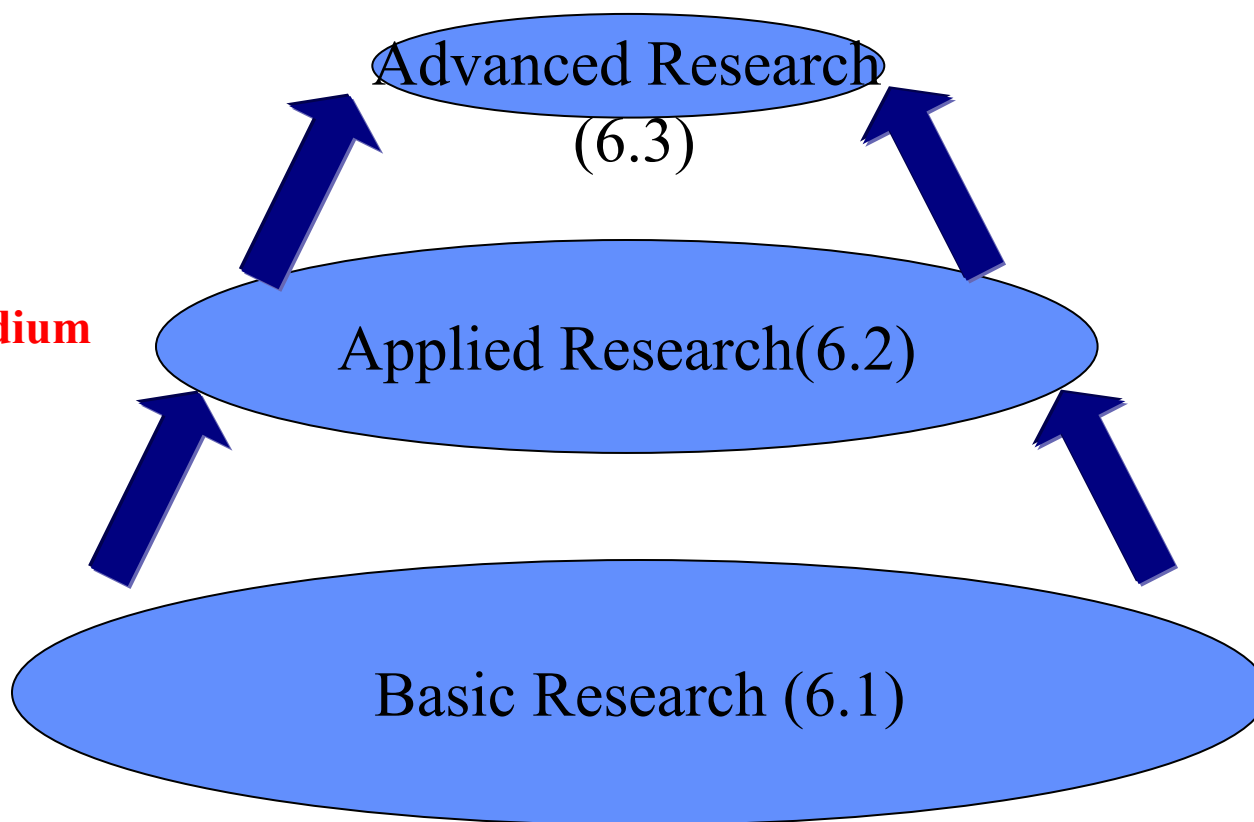 Advanced Research
(6.3)
dium
Applied Research(6.2)
Basic Research (6.1)